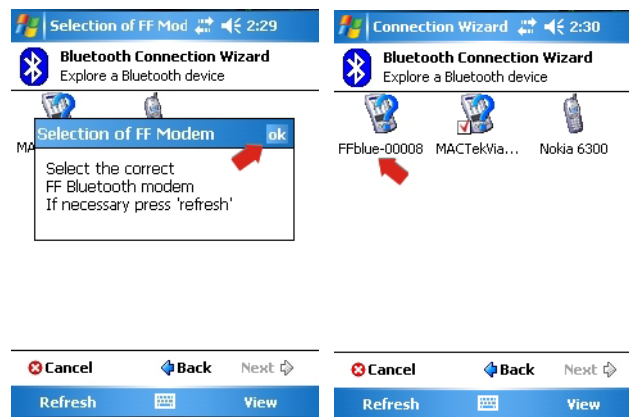 Selection of FF Mod 2:29
Bluetooth Connection Wizard
Explore a Bluetooth device
MA
Selection of FF Modem ok
Select the correct
FF Bluetooth modem
If necessary press 'refresh'
Cancel Back Next
Refresh View
Connection Wizard 2:30
Bluetooth Connection Wizard
Explore a Bluetooth device
FFblue-00008 MACTekVia... Nokia 6300
Cancel Back Next
Refresh View